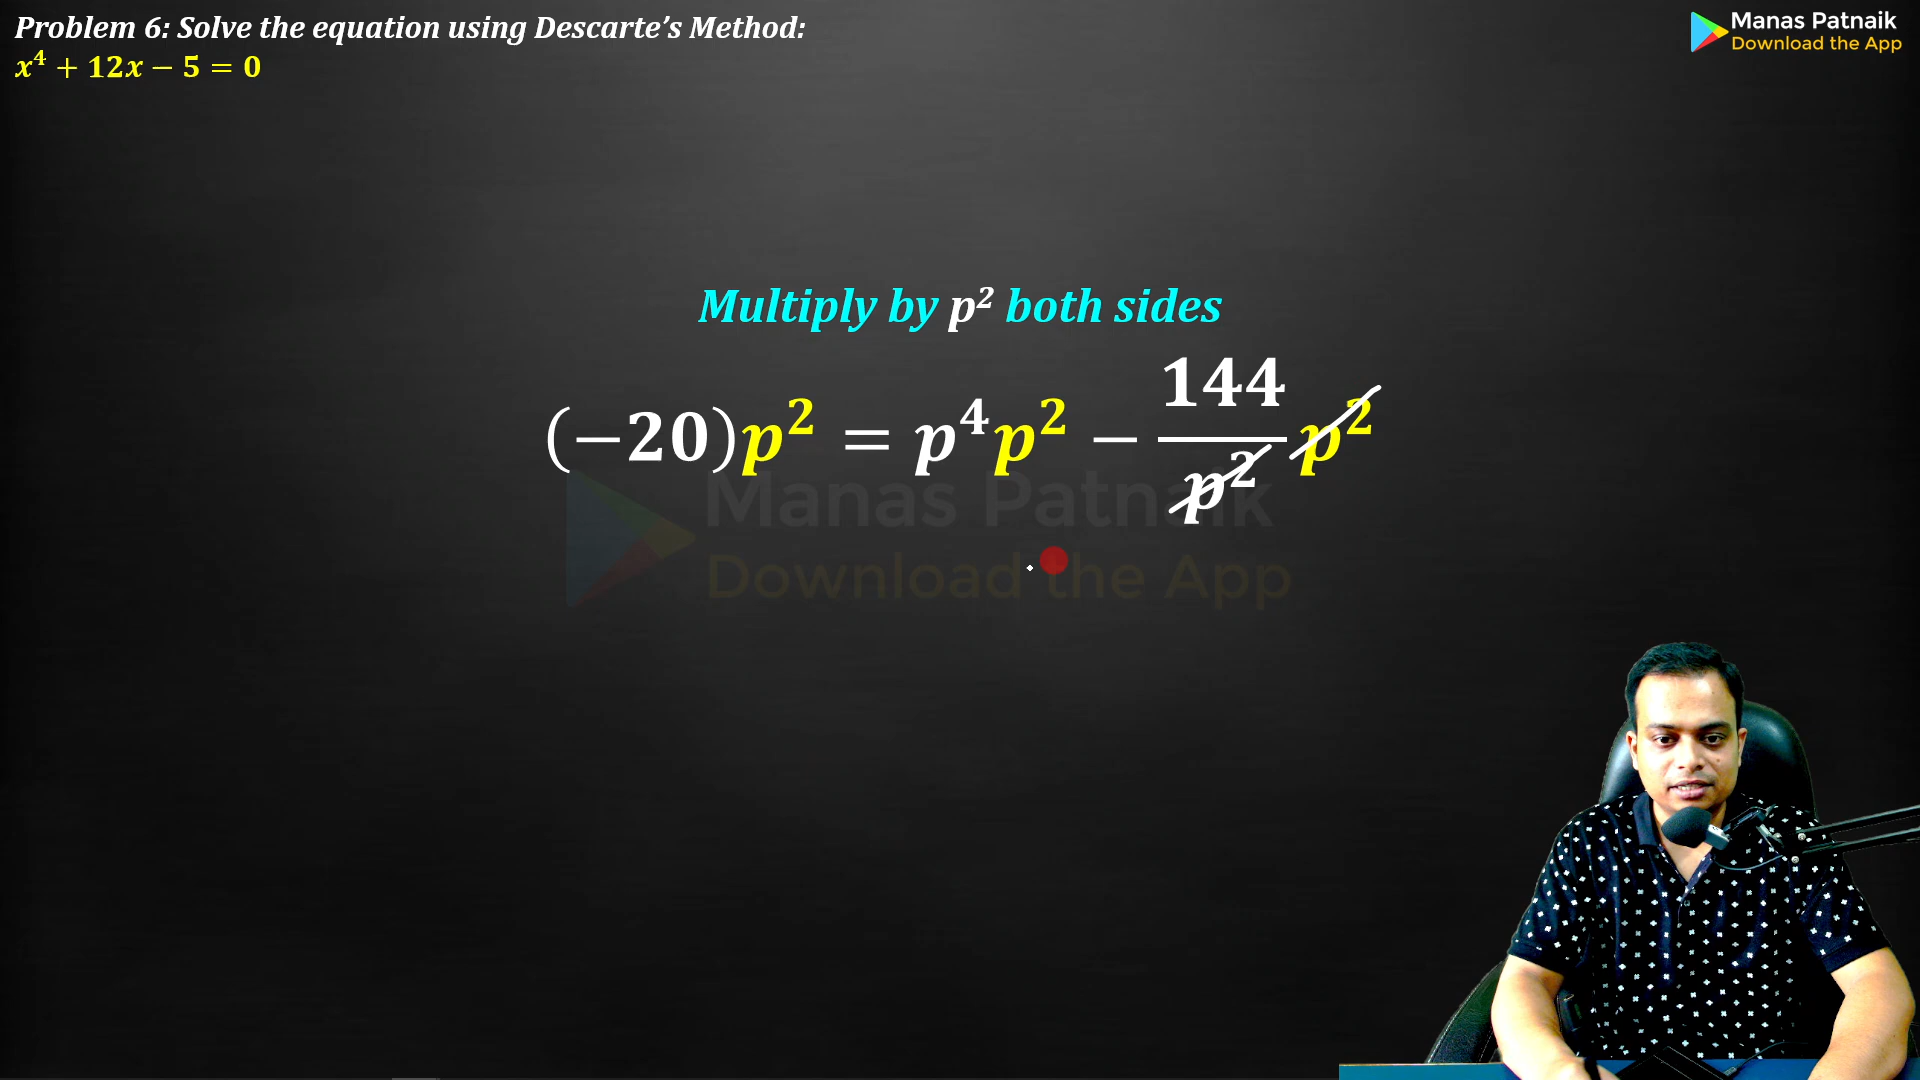 Problem 6: Solve the equation using Descarte's Method:
x⁴ + 12x − 5 = 0
Manas Patnaik
Download the App
Multiply by p² both sides
(−20)p² = p⁴p² − 144/p² p²
Manas Patnaik
Download the App